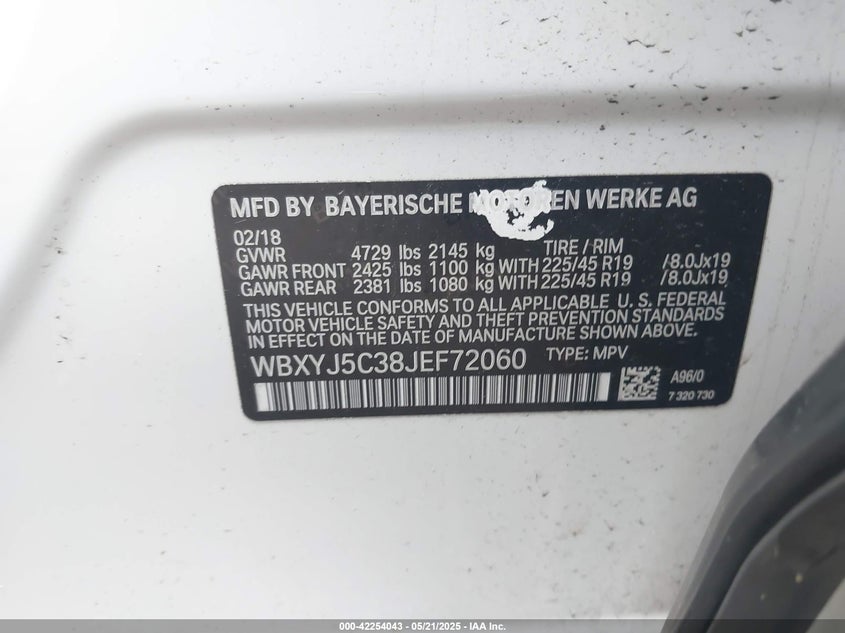 MFD BY BAYERISCHE MOTOREN WERKE AG
02/18 TIRE / RIM
GVWR 4729 lbs 2145 kg
GAWR FRONT 2425 lbs 1100 kg WITH 225/45 R19 /8.0Jx19
GAWR REAR 2381 lbs 1080 kg WITH 225/45 R19 /8.0Jx19
THIS VEHICLE CONFORMS TO ALL APPLICABLE U. S. FEDERAL
MOTOR VEHICLE SAFETY AND THEFT PREVENTION STANDARDS
IN EFFECT ON THE DATE OF MANUFACTURE SHOWN ABOVE.
WBXYJ5C38JEF72060 TYPE: MPV
A96/0
7 320 730
000-42254043 - 05/21/2025 - IAA Inc.